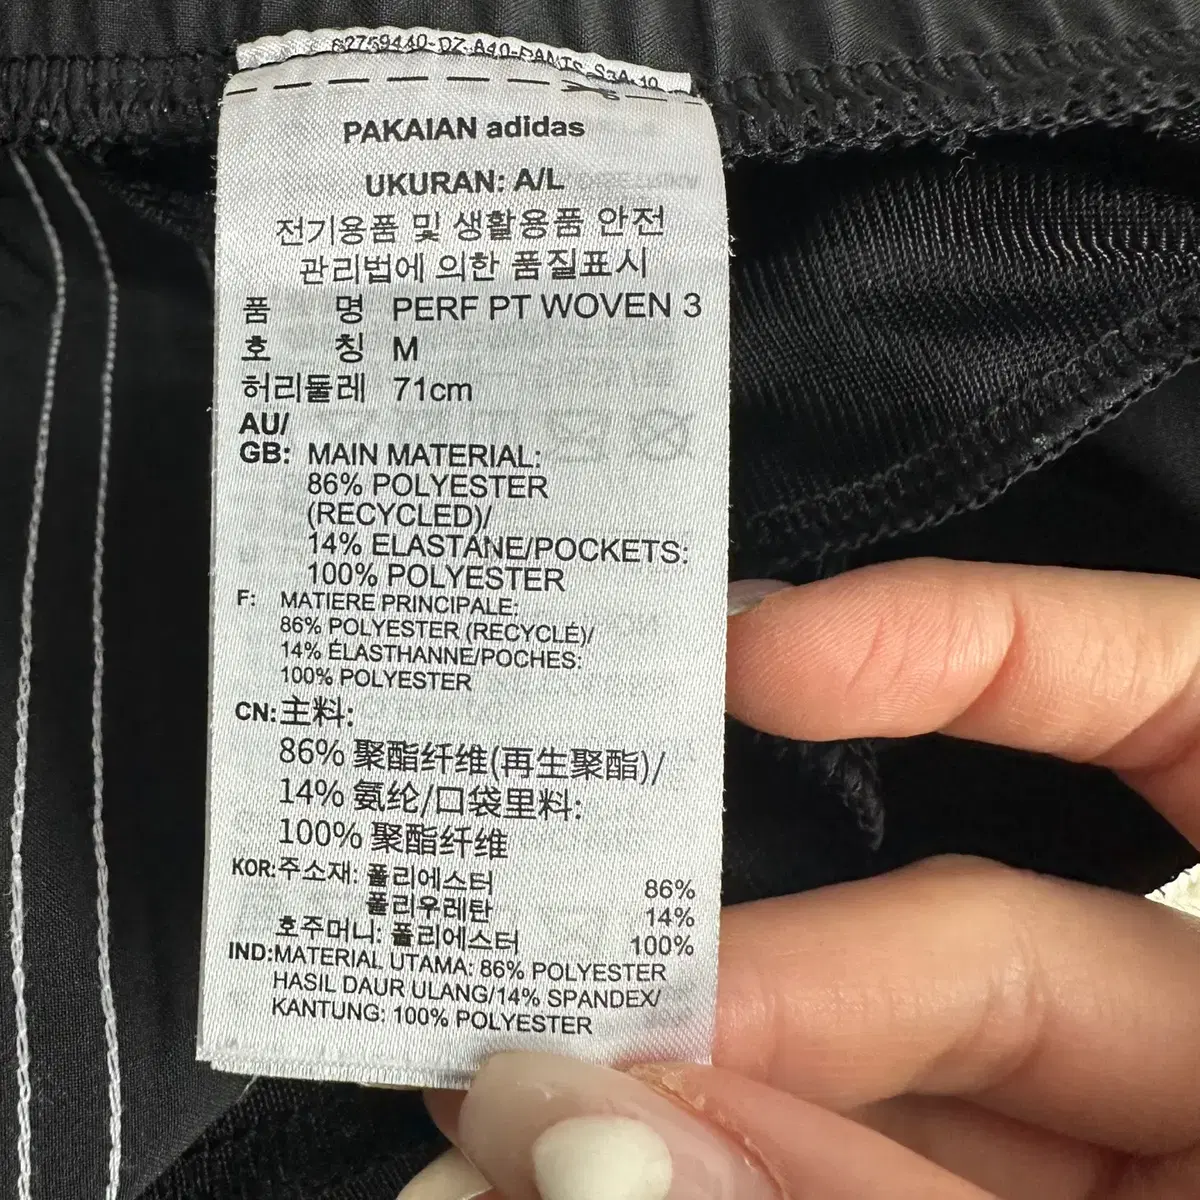 PAKAIAN adidas
UKURAN: A/L
전기용품 및 생활용품 안전
관리법에 의한 품질표시
품 명 PERF PT WOVEN 3
호 칭 M
허리둘레 71cm
AU/
GB: MAIN MATERIAL:
86% POLYESTER
(RECYCLED)/
14% ELASTANE/POCKETS:
100% POLYESTER
F: MATIERE PRINCIPALE:
86% POLYESTER (RECYCLÉ)/
14% ÉLASTHANNE/POCHES:
100% POLYESTER
CN:主料:
86% 聚酯纤维(再生聚酯)/
14% 氨纶/口袋里料:
100% 聚酯纤维
KOR:주소재: 폴리에스터 86%
폴리우레탄 14%
호주머니: 폴리에스터 100%
IND:MATERIAL UTAMA: 86% POLYESTER
HASIL DAUR ULANG/14% SPANDEX/
KANTUNG: 100% POLYESTER